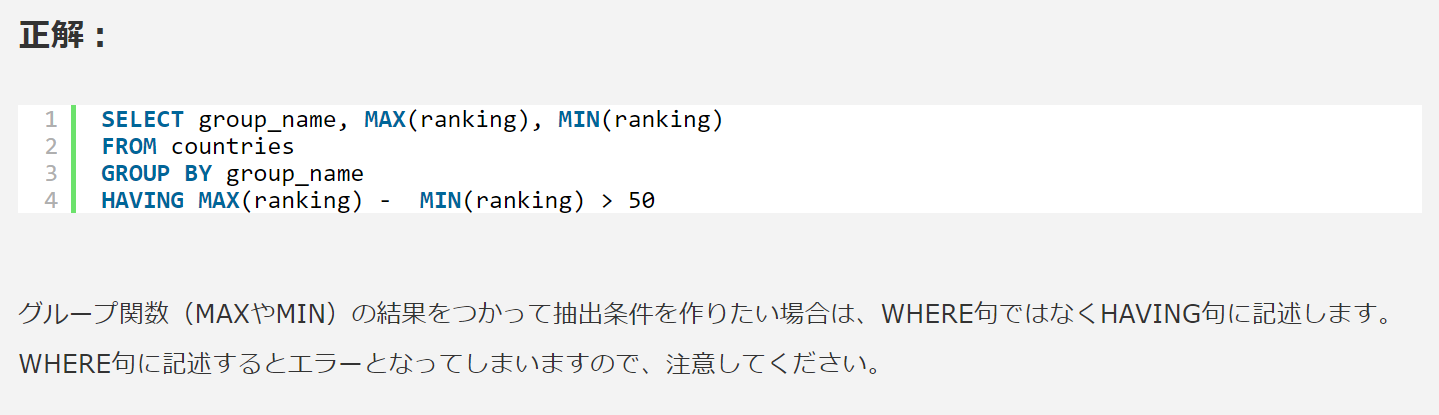 正解：
1 SELECT group_name, MAX(ranking), MIN(ranking)
2 FROM countries
3 GROUP BY group_name
4 HAVING MAX(ranking) -  MIN(ranking) > 50
グループ関数（MAXやMIN）の結果をつかって抽出条件を作りたい場合は、WHERE句ではなくHAVING句に記述します。
WHERE句に記述するとエラーとなってしまいますので、注意してください。